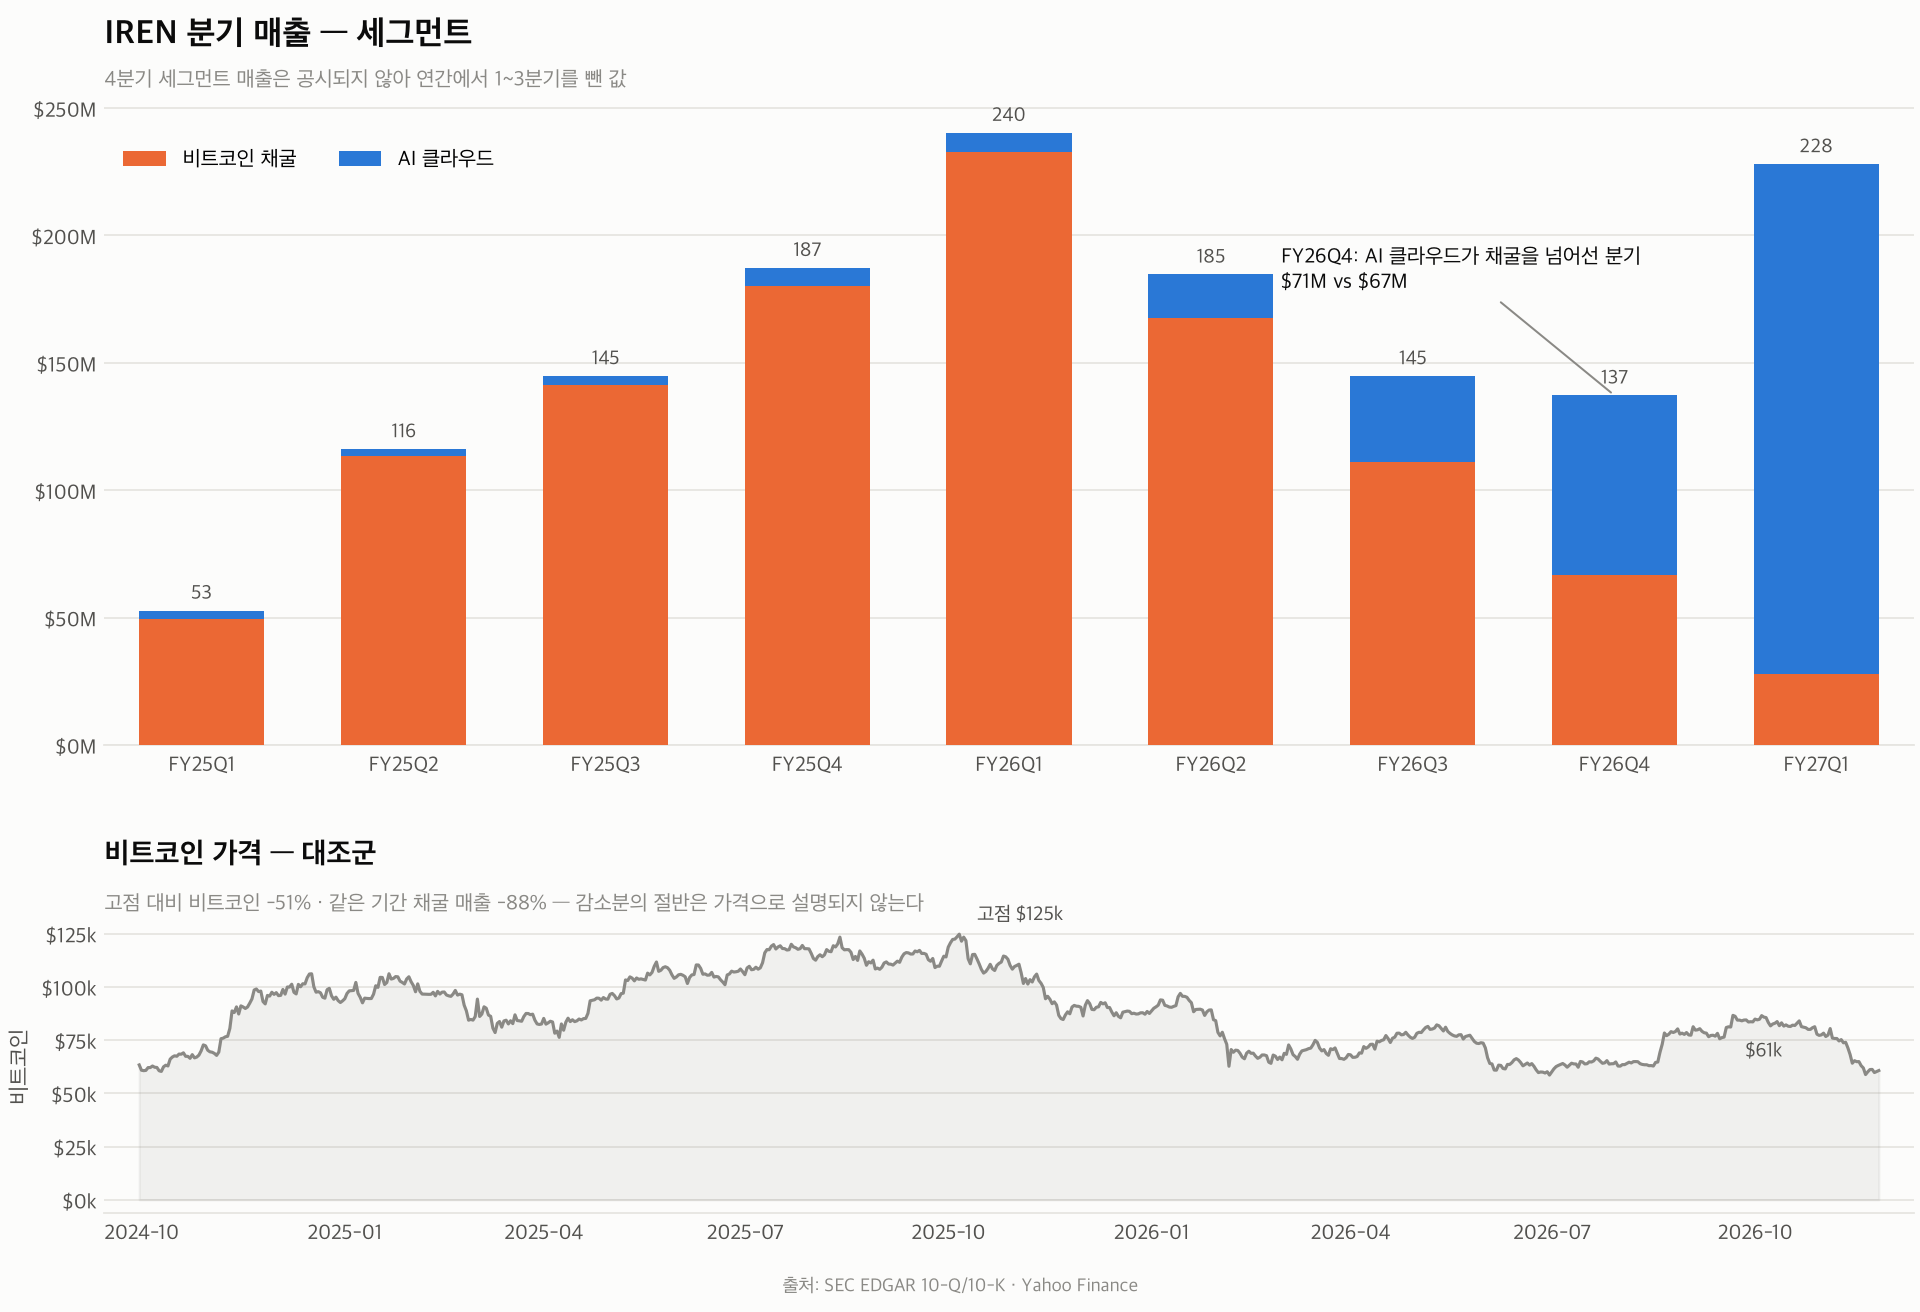 IREN 분기 매출 — 세그먼트
4분기 세그먼트 매출은 공시되지 않아 연간에서 1~3분기를 뺀 값
$250M
$200M
$150M
$100M
$50M
$0M
비트코인 채굴
AI 클라우드
53
116
145
187
240
185
145
137
228
FY26Q4: AI 클라우드가 채굴을 넘어선 분기
$71M vs $67M
FY25Q1
FY25Q2
FY25Q3
FY25Q4
FY26Q1
FY26Q2
FY26Q3
FY26Q4
FY27Q1
비트코인 가격 — 대조군
고점 대비 비트코인 -51% · 같은 기간 채굴 매출 -88% — 감소분의 절반은 가격으로 설명되지 않는다
고점 $125k
$61k
비트코인
$125k
$100k
$75k
$50k
$25k
$0k
2024-10
2025-01
2025-04
2025-07
2025-10
2026-01
2026-04
2026-07
2026-10
출처: SEC EDGAR 10-Q/10-K · Yahoo Finance